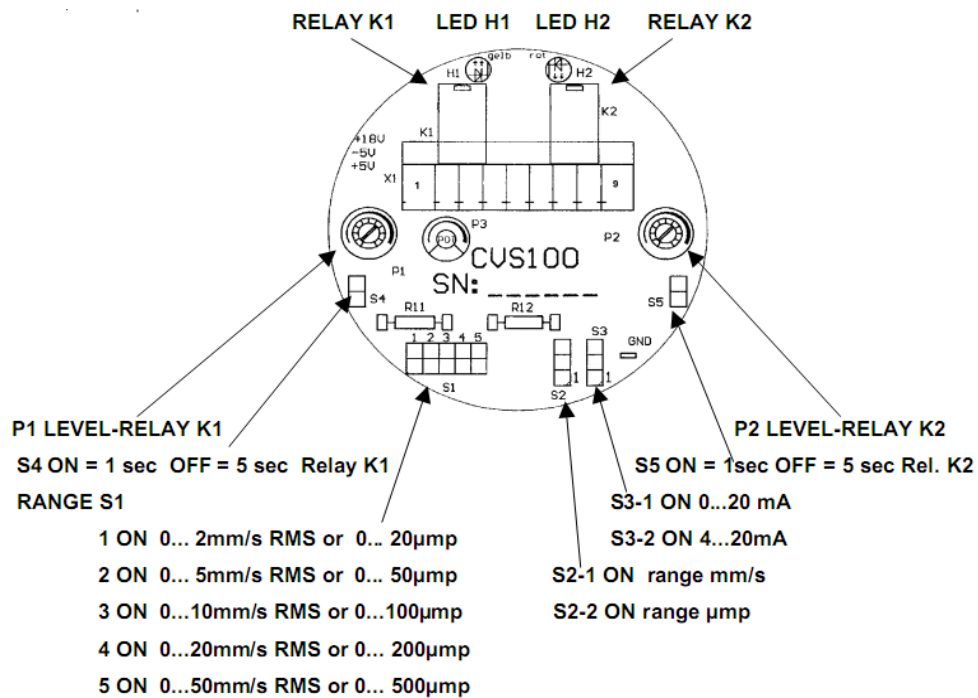 RELAY K1 LED H1 LED H2 RELAY K2
gelb rot
H1 H2
K1 K2
+18V
-5V
+5V
X1 1 9
P3 P2
POT
P1
CVS100
SN: _ _ _ _ _ _
S4 S5
R11 R12
1 2 3 4 5
S3
GND
1 1
S1 S2
P1 LEVEL-RELAY K1
P2 LEVEL-RELAY K2
S4 ON = 1 sec OFF = 5 sec Relay K1
S5 ON = 1sec OFF = 5 sec Rel. K2
RANGE S1
S3-1 ON 0...20 mA
1 ON 0... 2mm/s RMS or 0... 20µmp
S3-2 ON 4...20mA
2 ON 0... 5mm/s RMS or 0... 50µmp
S2-1 ON range mm/s
3 ON 0...10mm/s RMS or 0...100µmp
S2-2 ON range µmp
4 ON 0...20mm/s RMS or 0... 200µmp
5 ON 0...50mm/s RMS or 0... 500µmp